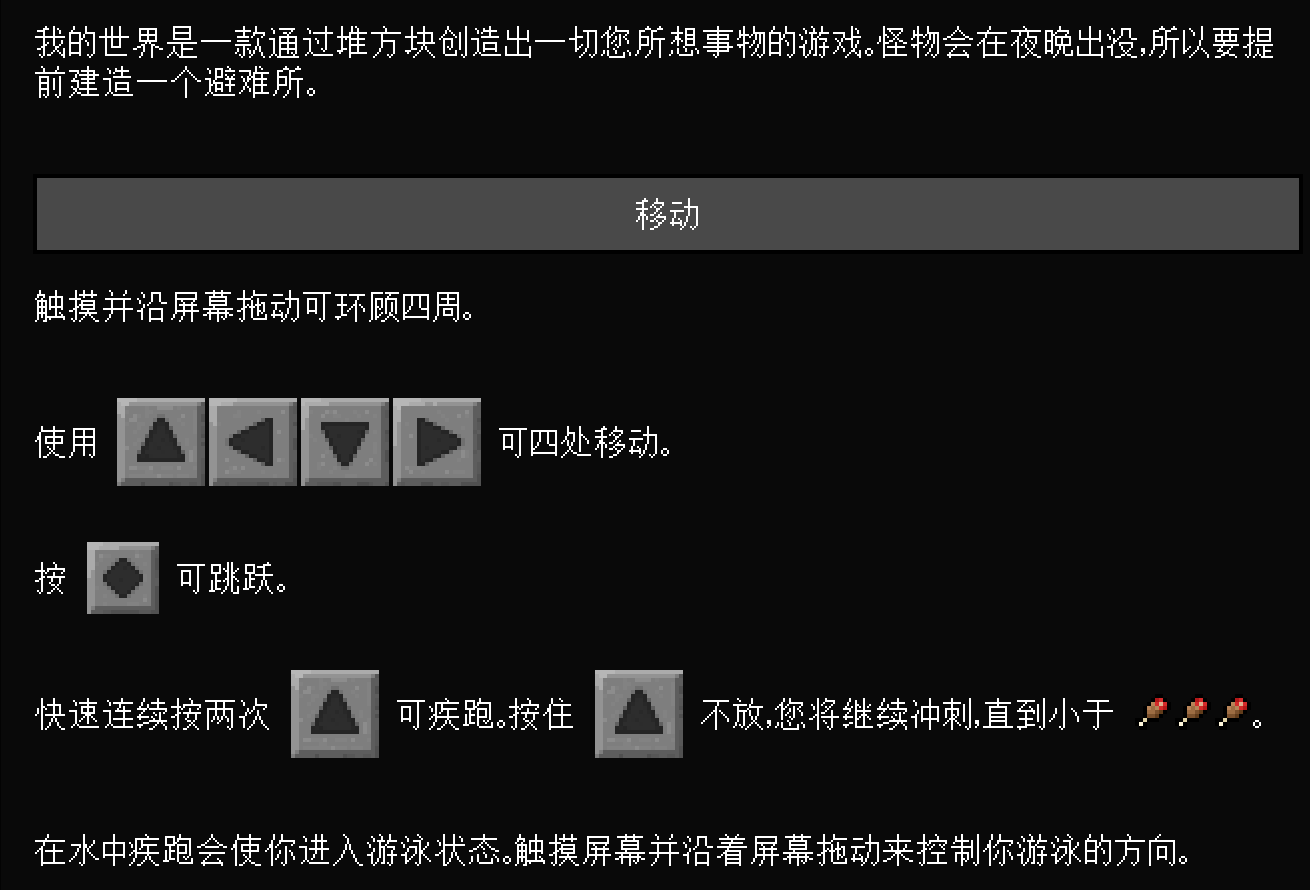 我的世界是一款通过堆方块创造出一切您所想事物的游戏。怪物会在夜晚出没,所以要提
前建造一个避难所。
移动
触摸并沿屏幕拖动可环顾四周。
使用 可四处移动。
按 可跳跃。
快速连续按两次 可疾跑。按住 不放,您将继续冲刺,直到小于 。
在水中疾跑会使你进入游泳状态。触摸屏幕并沿着屏幕拖动来控制你游泳的方向。